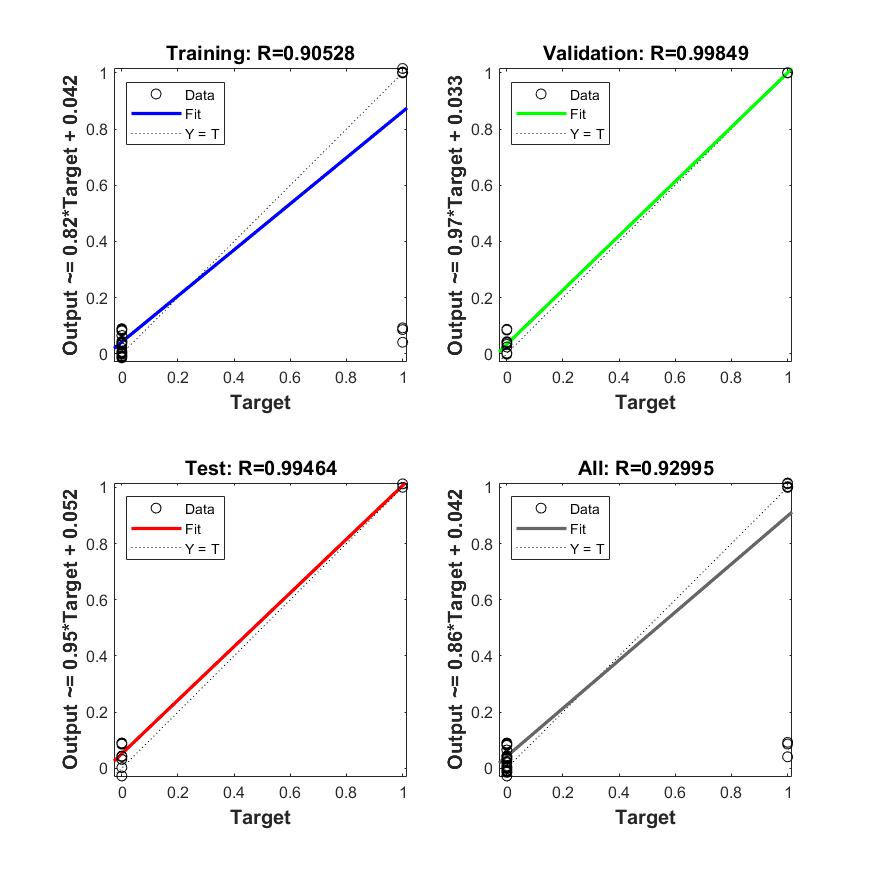 Training: R=0.90528
Output ~= 0.82*Target + 0.042
Data
Fit
Y = T
1
0.8
0.6
0.4
0.2
0
0 0.2 0.4 0.6 0.8 1
Target
Validation: R=0.99849
Output ~= 0.97*Target + 0.033
Data
Fit
Y = T
1
0.8
0.6
0.4
0.2
0
0 0.2 0.4 0.6 0.8 1
Target
Test: R=0.99464
Output ~= 0.95*Target + 0.052
Data
Fit
Y = T
1
0.8
0.6
0.4
0.2
0
0 0.2 0.4 0.6 0.8 1
Target
All: R=0.92995
Output ~= 0.86*Target + 0.042
Data
Fit
Y = T
1
0.8
0.6
0.4
0.2
0
0 0.2 0.4 0.6 0.8 1
Target